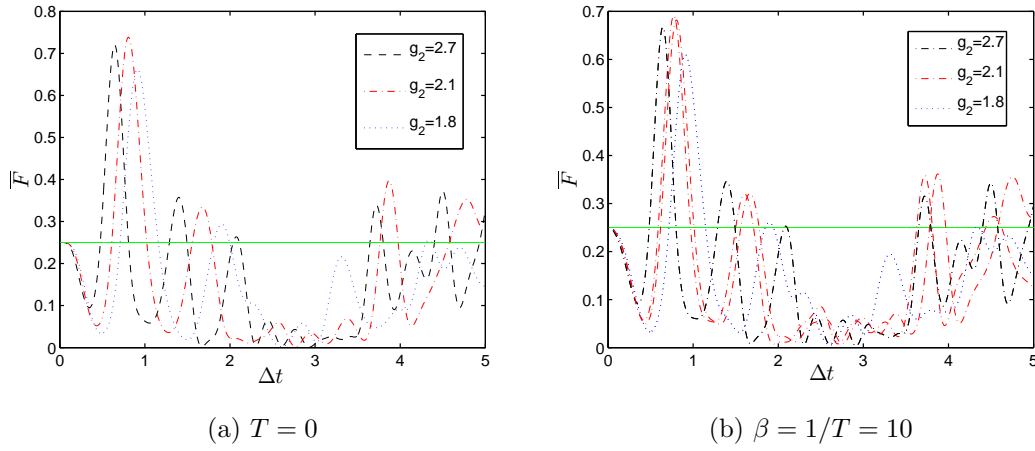 0.8
0.7
0.6
0.5
0.4
0.3
0.2
0.1
0
F̅
0 1 2 3 4 5
Δt
g₂=2.7
g₂=2.1
g₂=1.8
(a) T = 0
0.7
0.6
0.5
0.4
0.3
0.2
0.1
0
F̅
0 1 2 3 4 5
Δt
g₂=2.7
g₂=2.1
g₂=1.8
(b) β = 1/T = 10